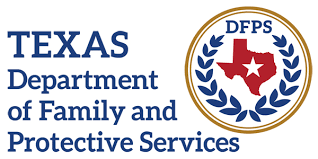 TEXAS
Department
of Family and
Protective Services
DFPS